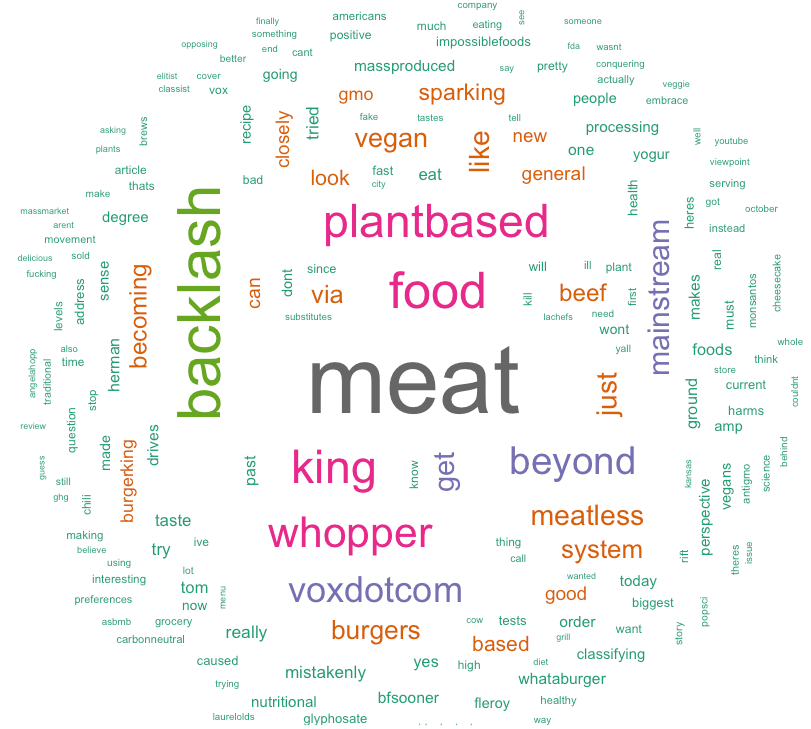 company
finally
americans
see
something
much
eating
someone
opposing
positive
impossiblefoods
fda
wasnt
end
cant
better
massproduced
say
pretty
conquering
elitist
cover
going
actually
classist
vox
gmo
sparking
veggie
people
embrace
fake
tastes
tell
asking
brews
recipe
closely
tried
vegan
like
new
processing
well
youtube
plants
one
yogur
viewpoint
article
bad
look
fast
eat
general
health
serving
thats
city
make
got
october
massmarket
degree
backlash
plantbased
heres
arent
instead
movement
mainstream
delicious
sold
since
will
ill
plant
real
fucking
address
sense
becoming
can
dont
via
food
kill
beef
first
makes
must
monsantos
cheesecake
levels
substitutes
lachefs
need
wont
also
yall
foods
whole
time
herman
meat
think
angelahopp
traditional
store
stop
just
ground
current
couldnt
harms
review
question
drives
amp
made
burgerking
king
get
beyond
behind
guess
past
know
kansas
vegans
science
still
antigmo
ghg
chili
perspective
meatless
taste
whopper
making
try
ive
thing
system
rift
theres
issue
believe
call
using
lot
wanted
interesting
tom
voxdotcom
today
preferences
now
menu
good
biggest
popsci
asbmb
grocery
cow
tests
order
want
story
carbonneutral
really
burgers
based
grill
classifying
caused
yes
high
diet
mistakenly
whataburger
trying
nutritional
bfsooner
fleroy
healthy
laurelolds
glyphosate
way